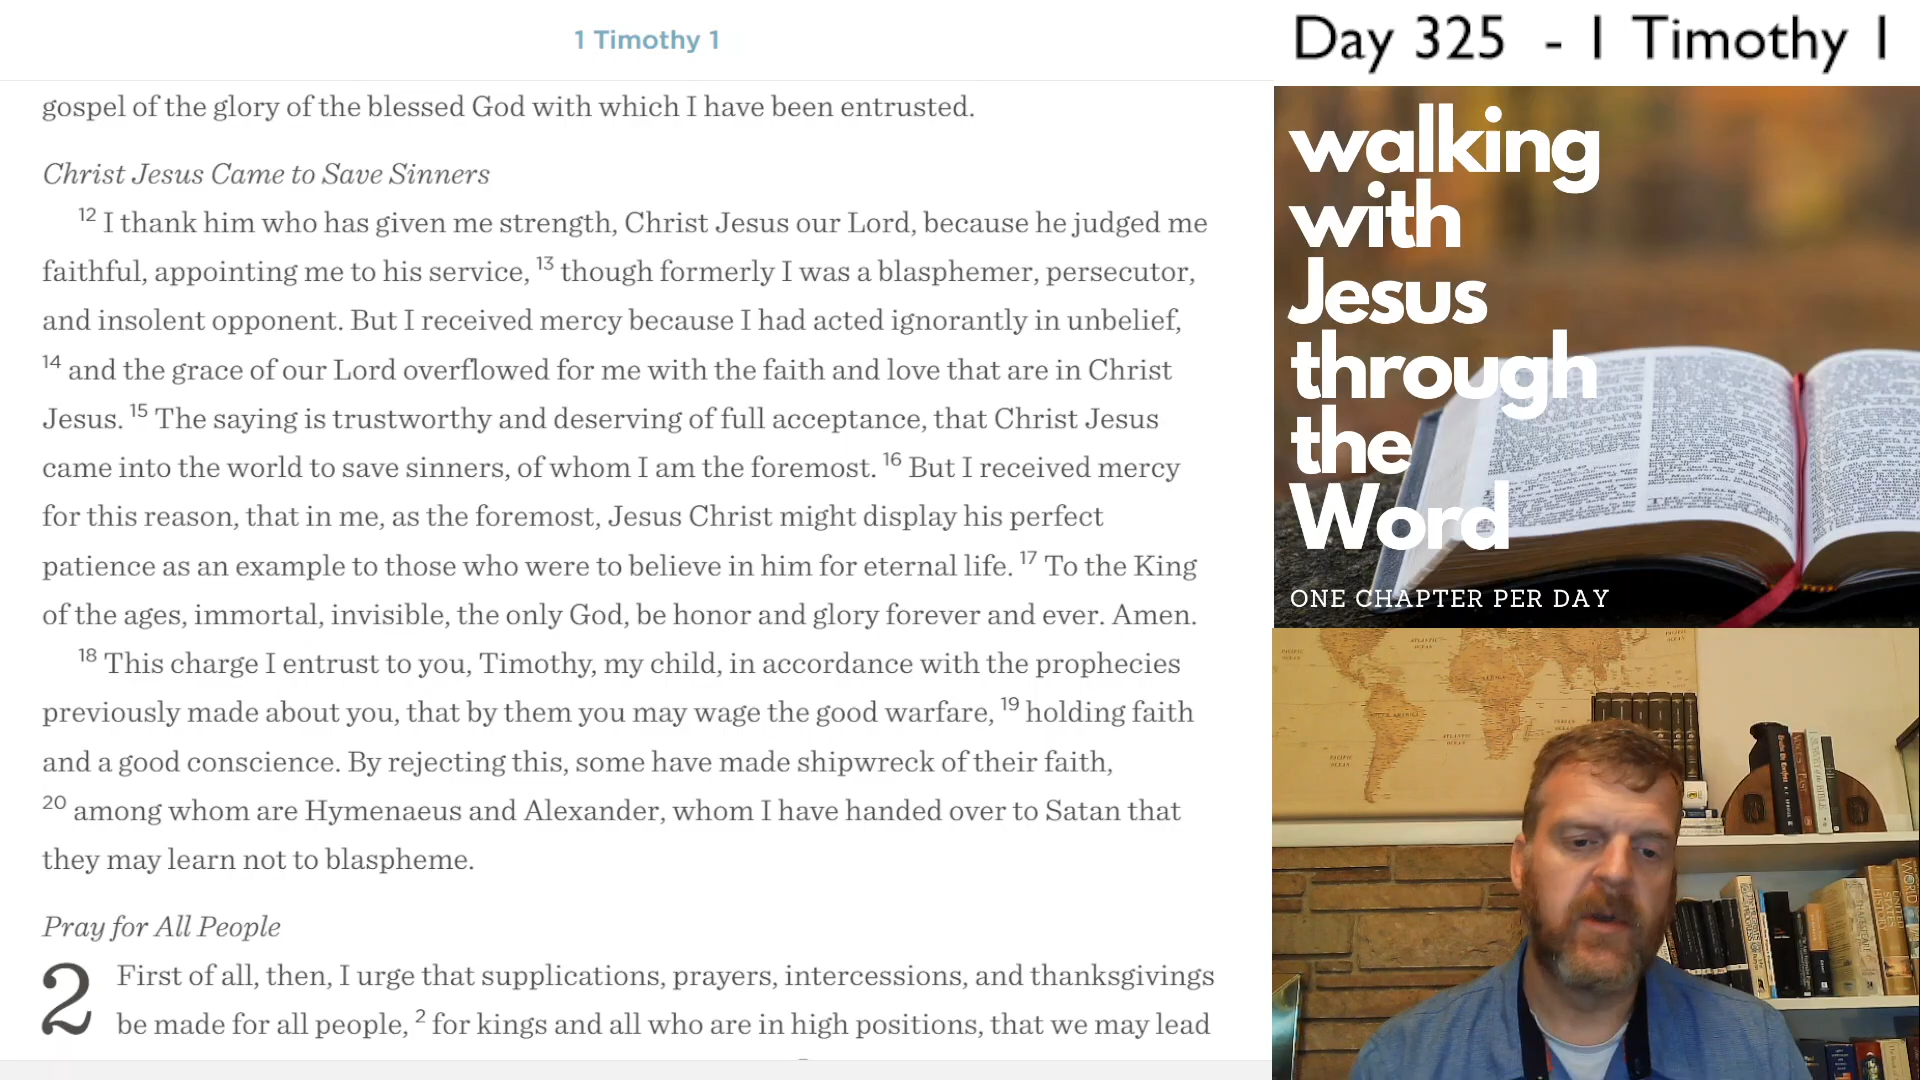 1 Timothy 1
gospel of the glory of the blessed God with which I have been entrusted.
Christ Jesus Came to Save Sinners
12 I thank him who has given me strength, Christ Jesus our Lord, because he judged me
faithful, appointing me to his service, 13 though formerly I was a blasphemer, persecutor,
and insolent opponent. But I received mercy because I had acted ignorantly in unbelief,
14 and the grace of our Lord overflowed for me with the faith and love that are in Christ
Jesus. 15 The saying is trustworthy and deserving of full acceptance, that Christ Jesus
came into the world to save sinners, of whom I am the foremost. 16 But I received mercy
for this reason, that in me, as the foremost, Jesus Christ might display his perfect
patience as an example to those who were to believe in him for eternal life. 17 To the King
of the ages, immortal, invisible, the only God, be honor and glory forever and ever. Amen.
18 This charge I entrust to you, Timothy, my child, in accordance with the prophecies
previously made about you, that by them you may wage the good warfare, 19 holding faith
and a good conscience. By rejecting this, some have made shipwreck of their faith,
20 among whom are Hymenaeus and Alexander, whom I have handed over to Satan that
they may learn not to blaspheme.
Pray for All People
2 First of all, then, I urge that supplications, prayers, intercessions, and thanksgivings
be made for all people, 2 for kings and all who are in high positions, that we may lead
Day 325 - 1 Timothy 1
walking
with
Jesus
through
the
Word
ONE CHAPTER PER DAY